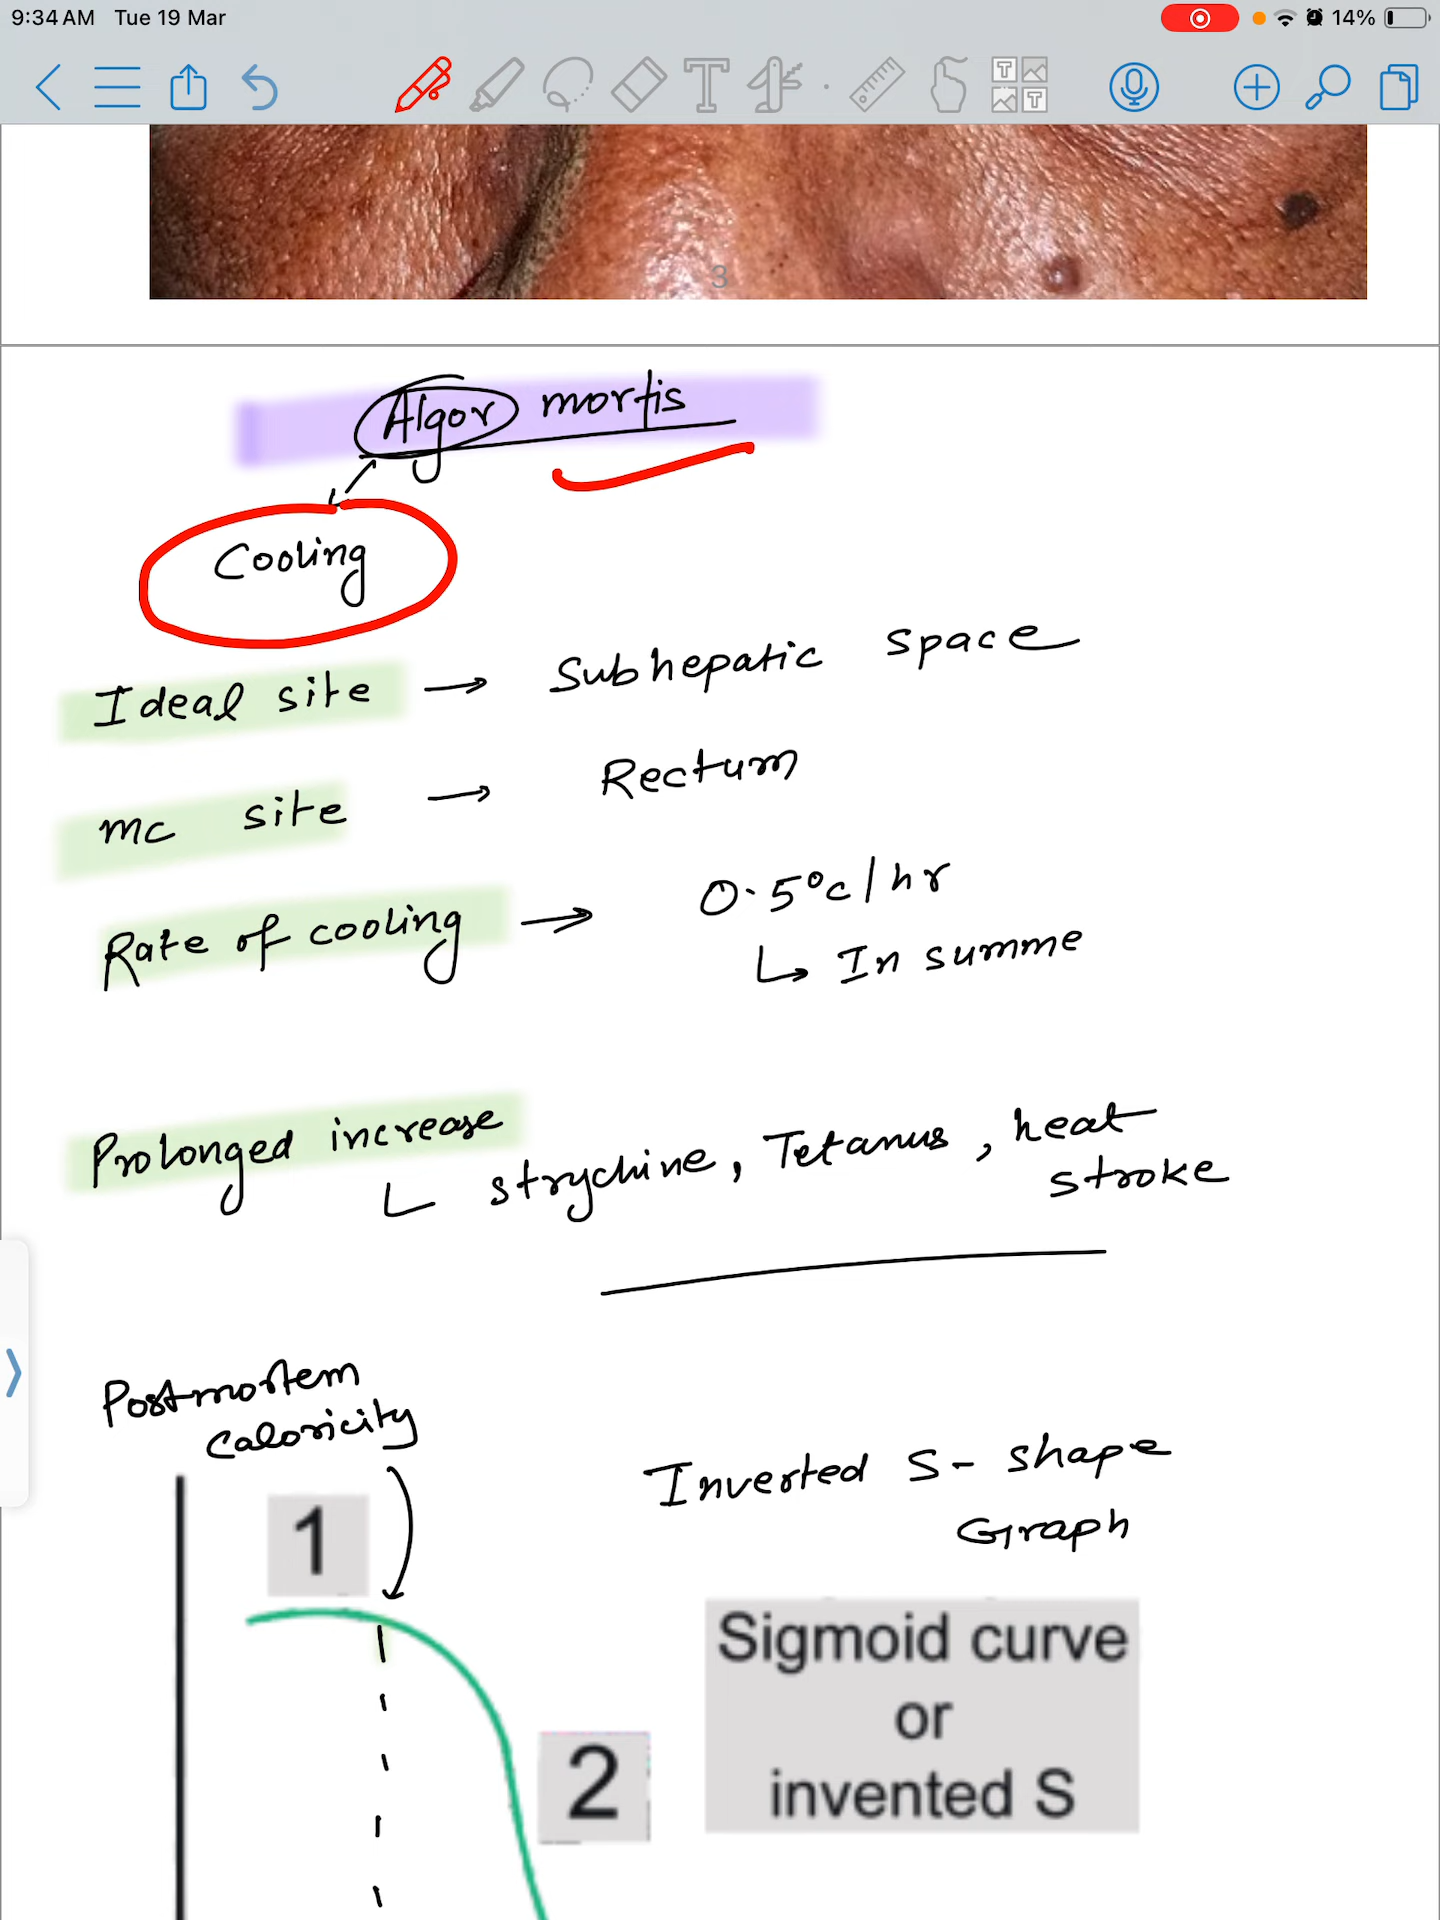 9:34 AM Tue 19 Mar
14%
3
Algor mortis
Cooling
Ideal site → Subhepatic space
mc site → Rectum
Rate of cooling → 0.5°c/hr
↳ In summe
Prolonged increase
strychine, Tetanus, heat
stroke
Postmortem
Caloricity
Inverted S- shape
Graph
1
Sigmoid curve
or
invented S
2